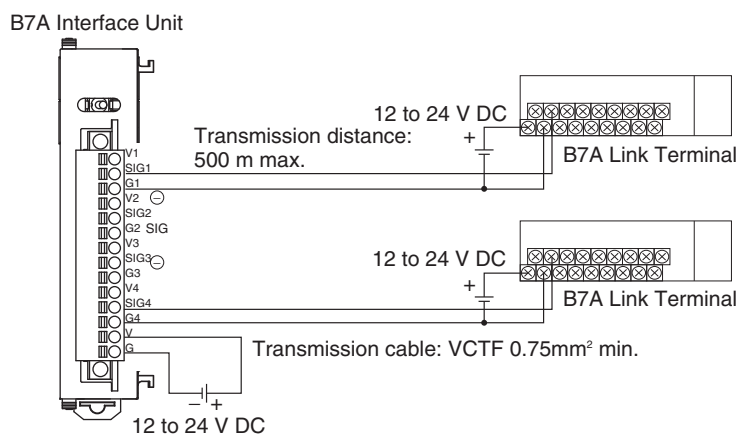 B7A Interface Unit
12 to 24 V DC
+
Transmission distance:
500 m max.
B7A Link Terminal
V1
SIG1
G1
V2 −
SIG2
G2 SIG
V3
SIG3 −
G3
V4
SIG4
G4
V
G
12 to 24 V DC
+
B7A Link Terminal
Transmission cable: VCTF 0.75mm² min.
− +
12 to 24 V DC